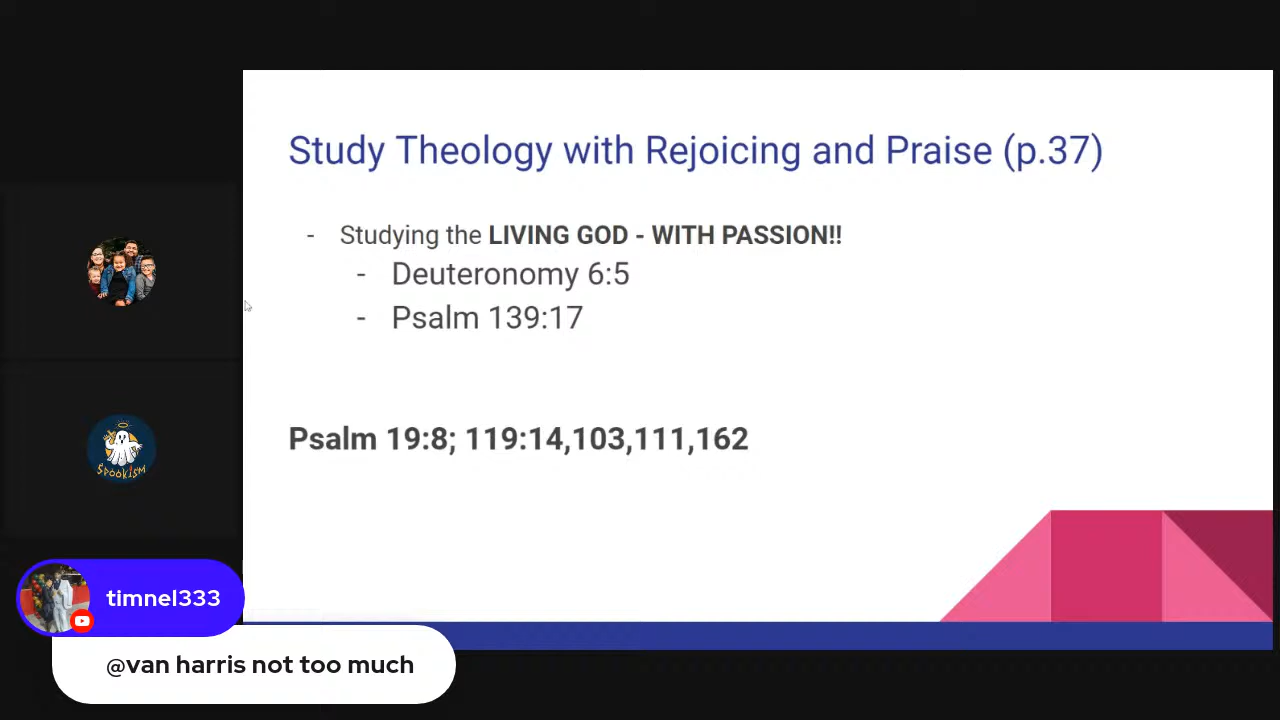 Study Theology with Rejoicing and Praise (p.37)
- Studying the LIVING GOD - WITH PASSION!!
- Deuteronomy 6:5
- Psalm 139:17
Psalm 19:8; 119:14,103,111,162
SPOOKISM
timnel333
@van harris not too much